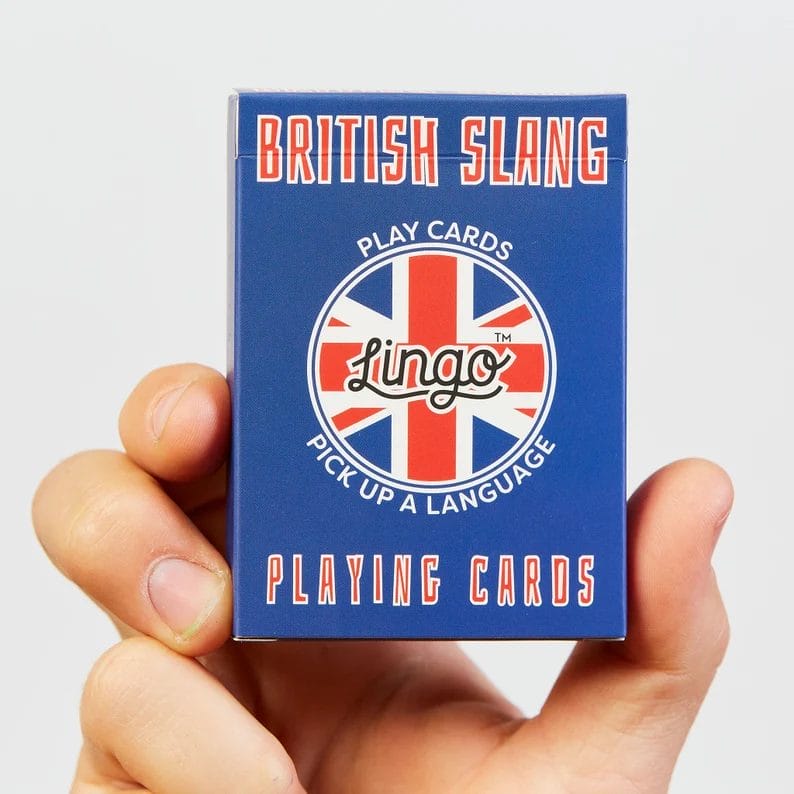 BRITISH SLANG
PLAY CARDS
Lingo™
PICK UP A LANGUAGE
PLAYING CARDS